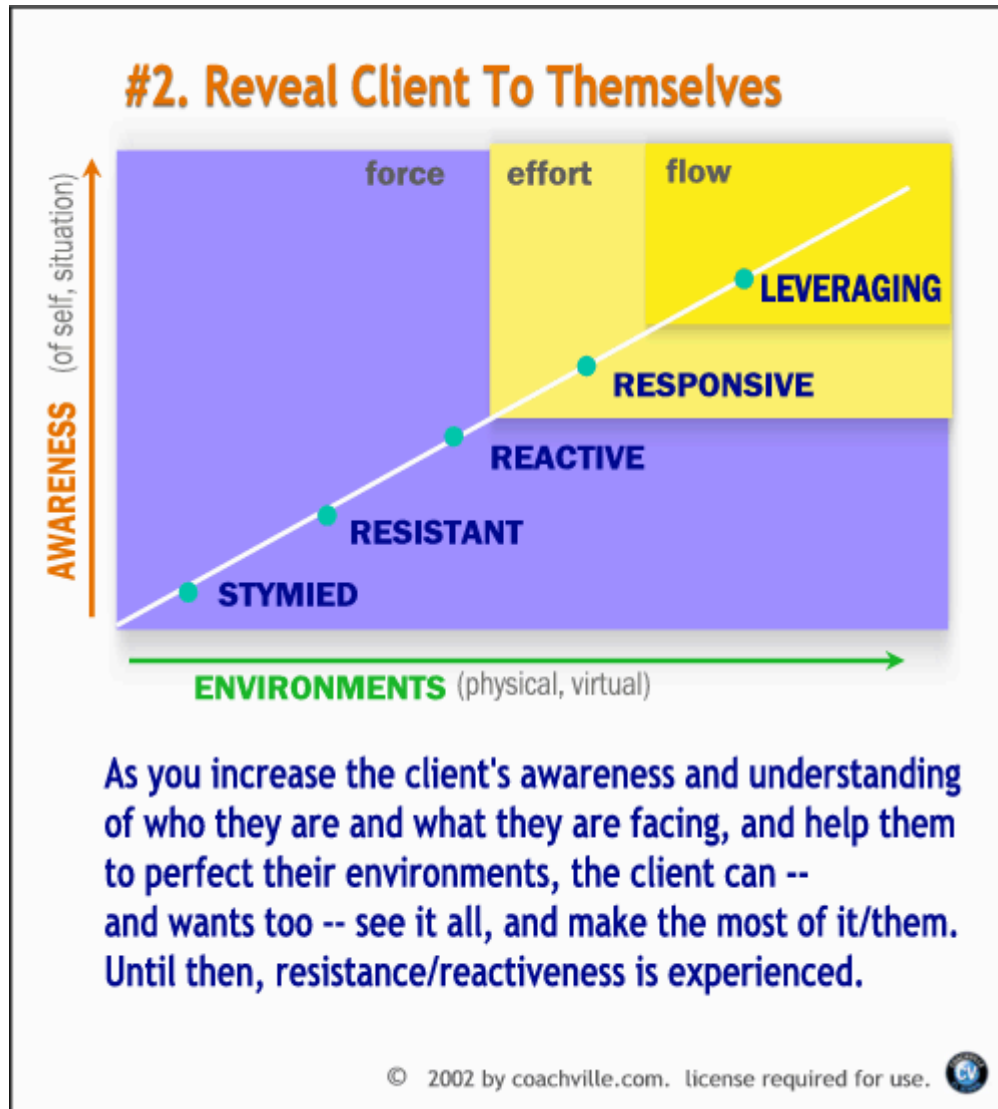 #2. Reveal Client To Themselves
force effort flow
AWARENESS (of self, situation)
LEVERAGING
RESPONSIVE
REACTIVE
RESISTANT
STYMIED
ENVIRONMENTS (physical, virtual)
As you increase the client's awareness and understanding
of who they are and what they are facing, and help them
to perfect their environments, the client can --
and wants too -- see it all, and make the most of it/them.
Until then, resistance/reactiveness is experienced.
© 2002 by coachville.com. license required for use.
CV